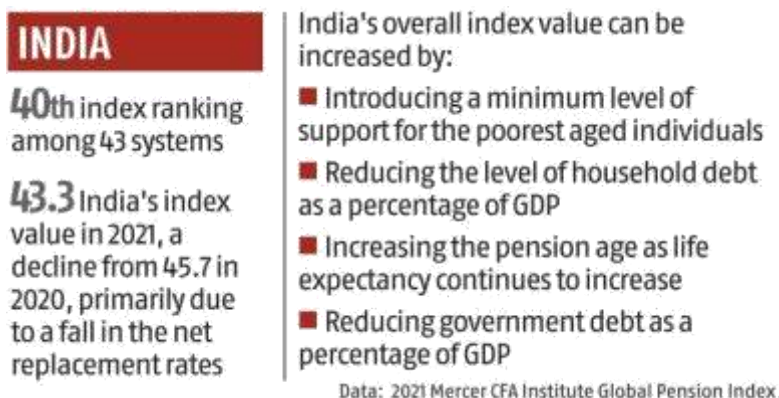 INDIA
40th index ranking
among 43 systems
43.3 India's index
value in 2021, a
decline from 45.7 in
2020, primarily due
to a fall in the net
replacement rates
India's overall index value can be
increased by:
■ Introducing a minimum level of
support for the poorest aged individuals
■ Reducing the level of household debt
as a percentage of GDP
■ Increasing the pension age as life
expectancy continues to increase
■ Reducing government debt as a
percentage of GDP
Data: 2021 Mercer CFA Institute Global Pension Index